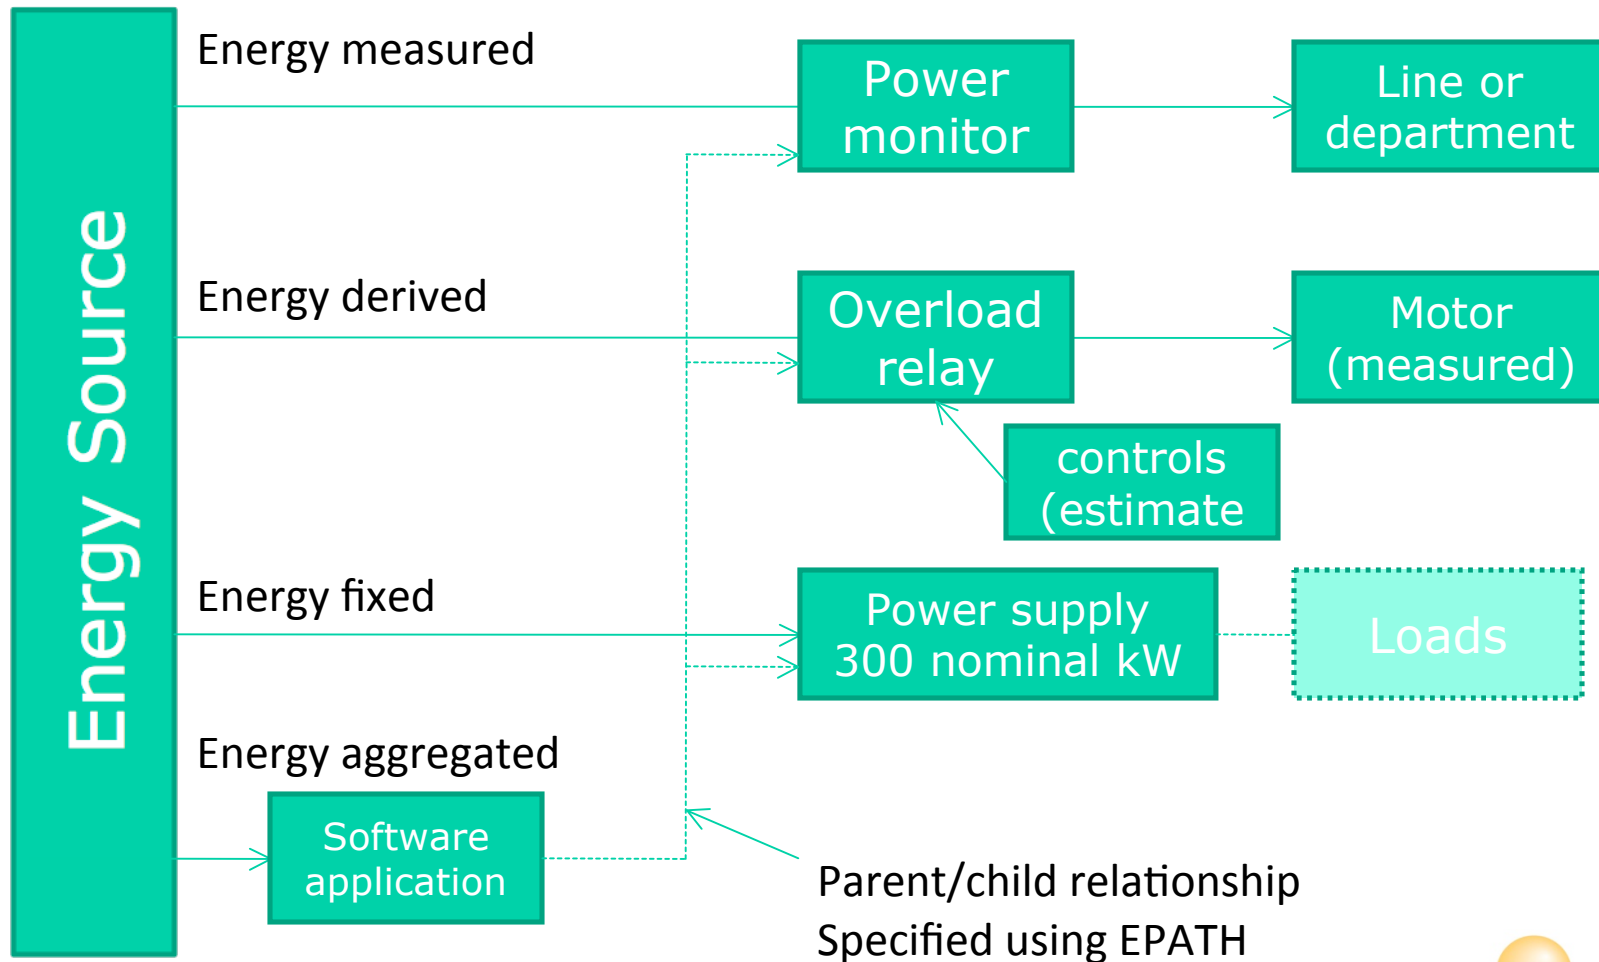 Energy Source
Energy measured
Power
monitor
Line or
department
Energy derived
Overload
relay
Motor
(measured)
controls
(estimate
Energy fixed
Power supply
300 nominal kW
Loads
Energy aggregated
Software
application
Parent/child relationship
Specified using EPATH